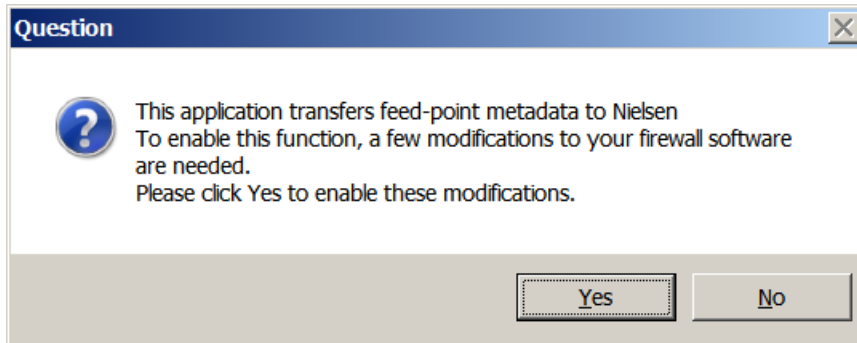 Question
This application transfers feed-point metadata to Nielsen
To enable this function, a few modifications to your firewall software
are needed.
Please click Yes to enable these modifications.
Yes No